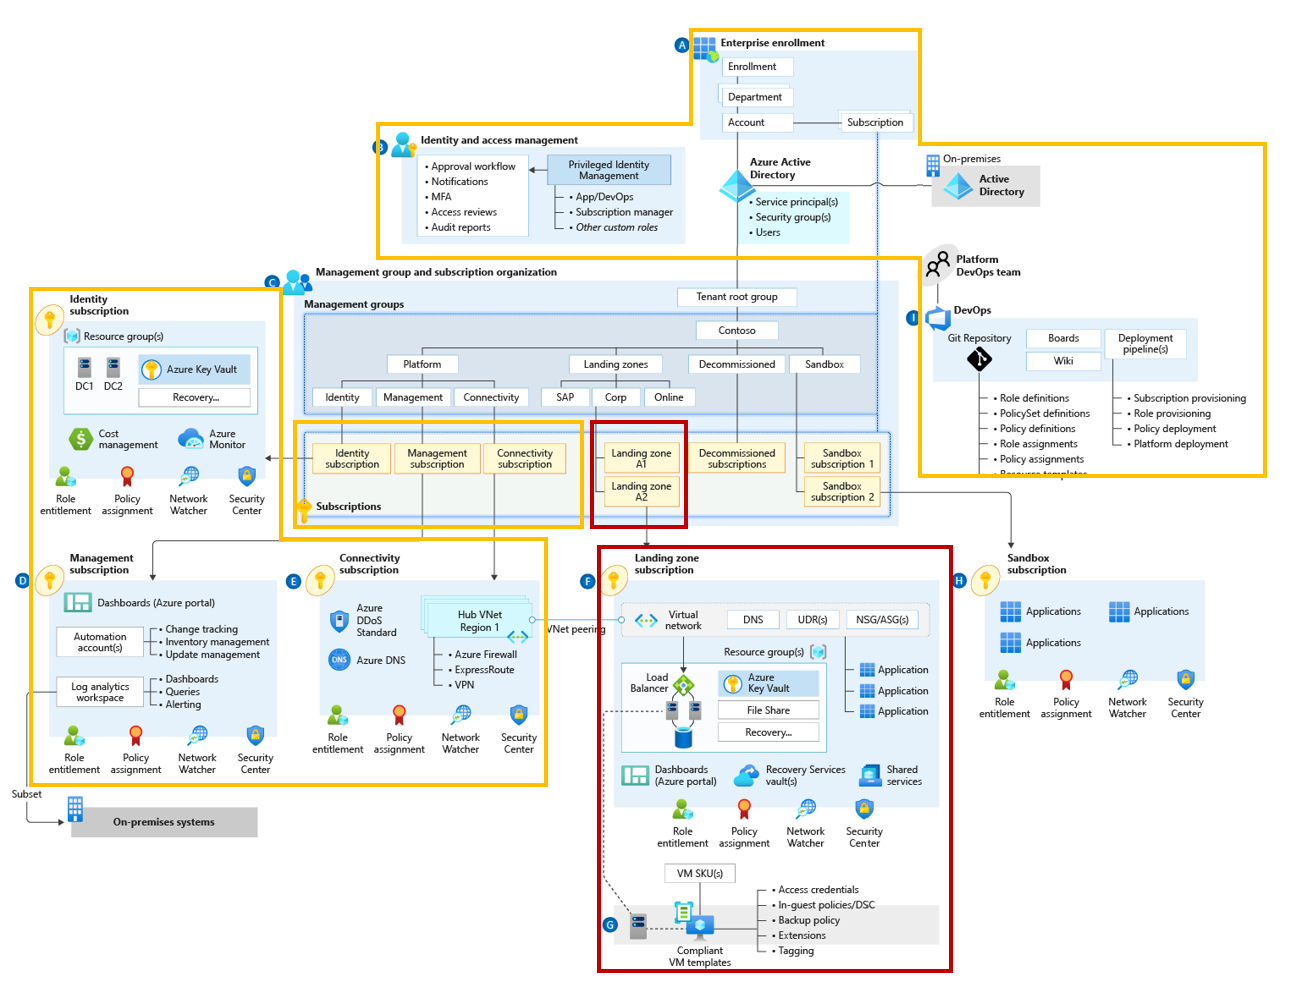 A
Enterprise enrollment
Enrollment
Department
Account
Subscription
B
Identity and access management
• Approval workflow
• Notifications
• MFA
• Access reviews
• Audit reports
Privileged Identity
Management
• App/DevOps
• Subscription manager
• Other custom roles
Azure Active
Directory
• Service principal(s)
• Security group(s)
• Users
On-premises
Active
Directory
C
Management group and subscription organization
Management groups
Tenant root group
Contoso
Platform
Landing zones
Decommissioned
Sandbox
Identity
Management
Connectivity
SAP
Corp
Online
Identity
subscription
Management
subscription
Connectivity
subscription
Landing zone
A1
Landing zone
A2
Decommissioned
subscriptions
Sandbox
subscription 1
Sandbox
subscription 2
Subscriptions
Platform
DevOps team
I
DevOps
Git Repository
Boards
Wiki
Deployment
pipeline(s)
• Role definitions
• PolicySet definitions
• Policy definitions
• Role assignments
• Policy assignments
• Resource templates
• Subscription provisioning
• Role provisioning
• Policy deployment
• Platform deployment
Identity
subscription
Resource group(s)
DC1
DC2
Azure Key Vault
Recovery...
Cost
management
Azure
Monitor
Role
entitlement
Policy
assignment
Network
Watcher
Security
Center
D
Management
subscription
Dashboards (Azure portal)
Automation
account(s)
• Change tracking
• Inventory management
• Update management
Log analytics
workspace
• Dashboards
• Queries
• Alerting
Role
entitlement
Policy
assignment
Network
Watcher
Security
Center
Subset
On-premises systems
E
Connectivity
subscription
Azure
DDoS
Standard
DNS
Azure DNS
Hub VNet
Region 1
• Azure Firewall
• ExpressRoute
• VPN
Role
entitlement
Policy
assignment
Network
Watcher
Security
Center
VNet peering
F
Landing zone
subscription
Virtual
network
DNS
UDR(s)
NSG/ASG(s)
Resource group(s)
Load
Balancer
Azure
Key Vault
File Share
Recovery...
Application
Application
Application
Dashboards
(Azure portal)
Recovery Services
vault(s)
Shared
services
Role
entitlement
Policy
assignment
Network
Watcher
Security
Center
VM SKU(s)
G
Compliant
VM templates
• Access credentials
• In-guest policies/DSC
• Backup policy
• Extensions
• Tagging
H
Sandbox
subscription
Applications
Applications
Applications
Role
entitlement
Policy
assignment
Network
Watcher
Security
Center